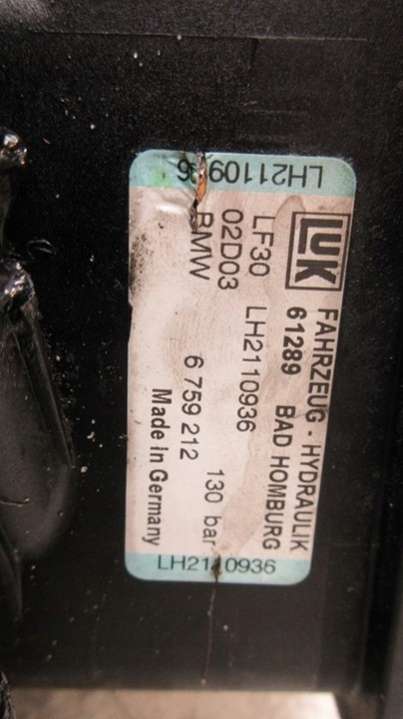 LH2110936
LUK FAHRZEUG - HYDRAULIK
61289 BAD HOMBURG
LF30 LH2110936
02D03 130 bar
BMW 6 759 212
Made in Germany
LH2110936